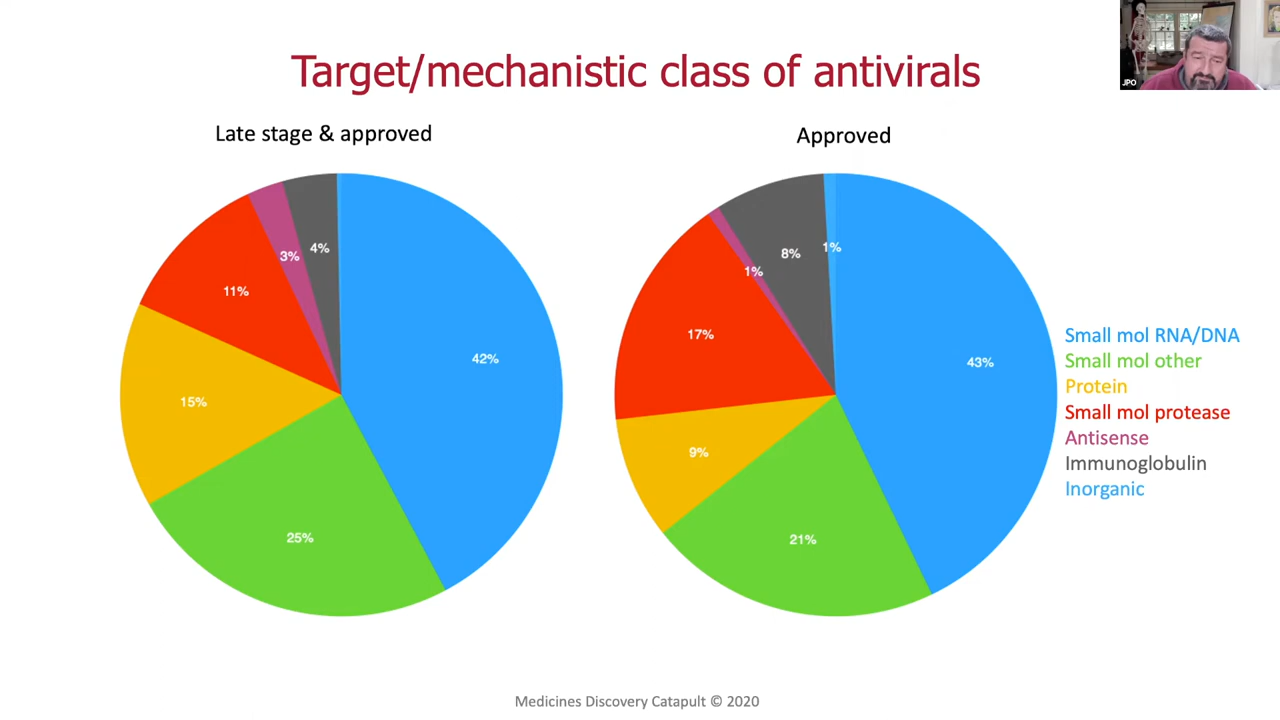 Target/mechanistic class of antivirals
JPO
Late stage & approved
Approved
3%
4%
11%
42%
15%
25%
8%
1%
1%
17%
43%
9%
21%
Small mol RNA/DNA
Small mol other
Protein
Small mol protease
Antisense
Immunoglobulin
Inorganic
Medicines Discovery Catapult © 2020